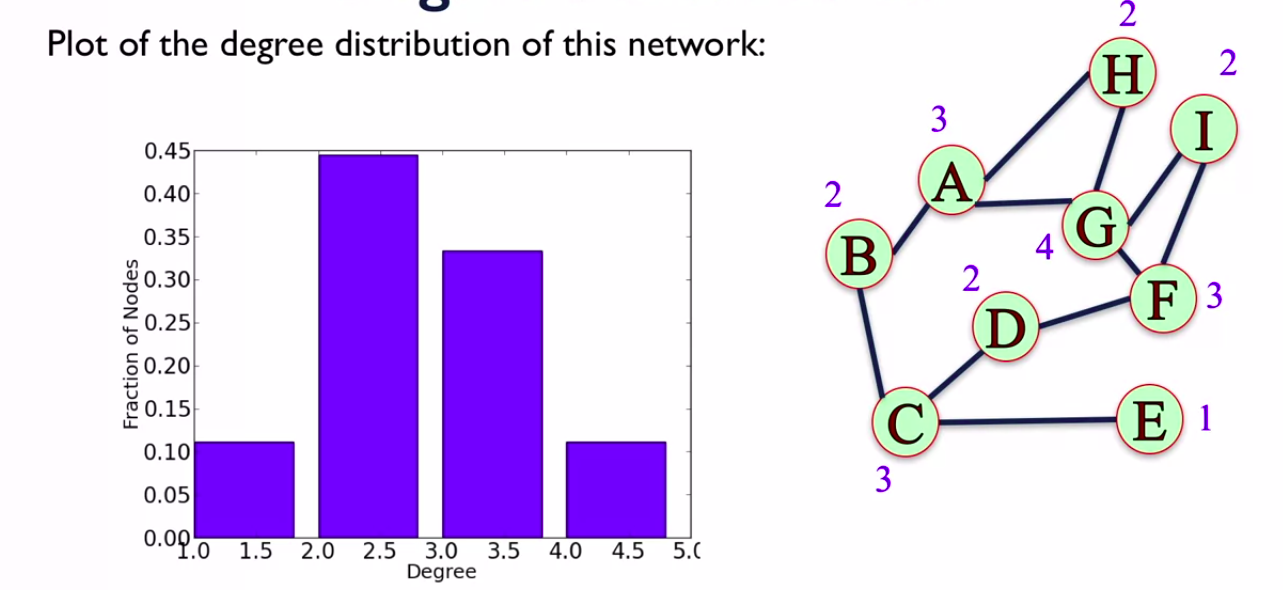 Plot of the degree distribution of this network:
0.45
0.40
0.35
0.30
0.25
0.20
0.15
0.10
0.05
0.00
Fraction of Nodes
1.0 1.5 2.0 2.5 3.0 3.5 4.0 4.5
Degree
2
H
2
I
3
A
2
B
G
4
2
D
F
3
C
3
E
1